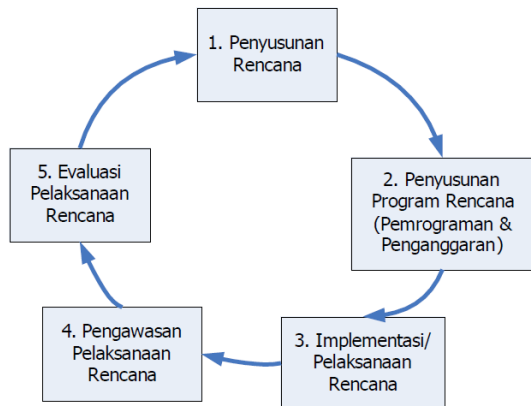 1. Penyusunan
Rencana
2. Penyusunan
Program Rencana
(Pemrograman &
Penganggaran)
3. Implementasi/
Pelaksanaan
Rencana
4. Pengawasan
Pelaksanaan
Rencana
5. Evaluasi
Pelaksanaan
Rencana